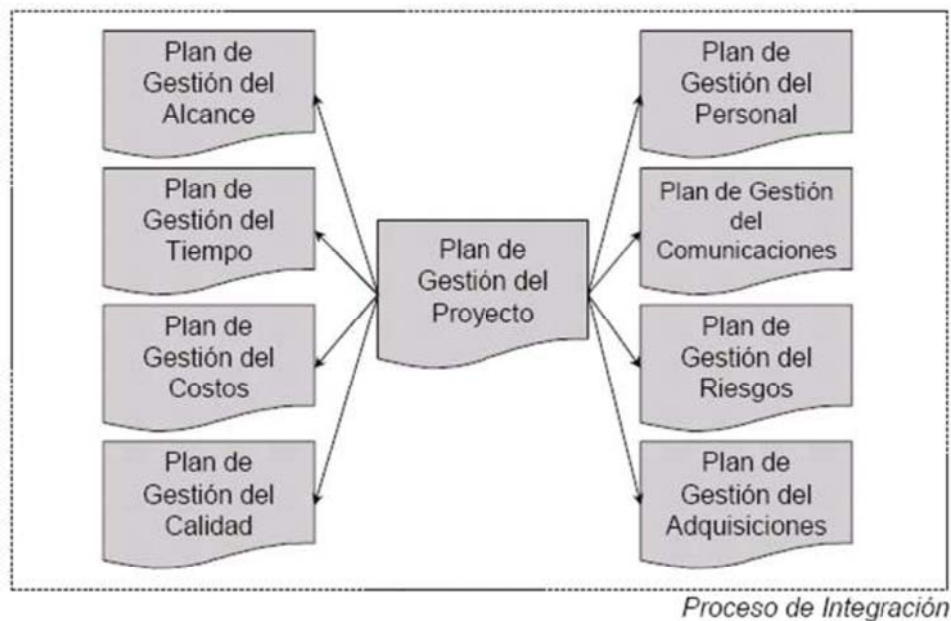 Plan de
Gestión del
Alcance
Plan de
Gestión del
Tiempo
Plan de
Gestión del
Costos
Plan de
Gestión del
Calidad
Plan de
Gestión del
Proyecto
Plan de
Gestión del
Personal
Plan de Gestión
del
Comunicaciones
Plan de
Gestión del
Riesgos
Plan de
Gestión del
Adquisiciones
Proceso de Integración